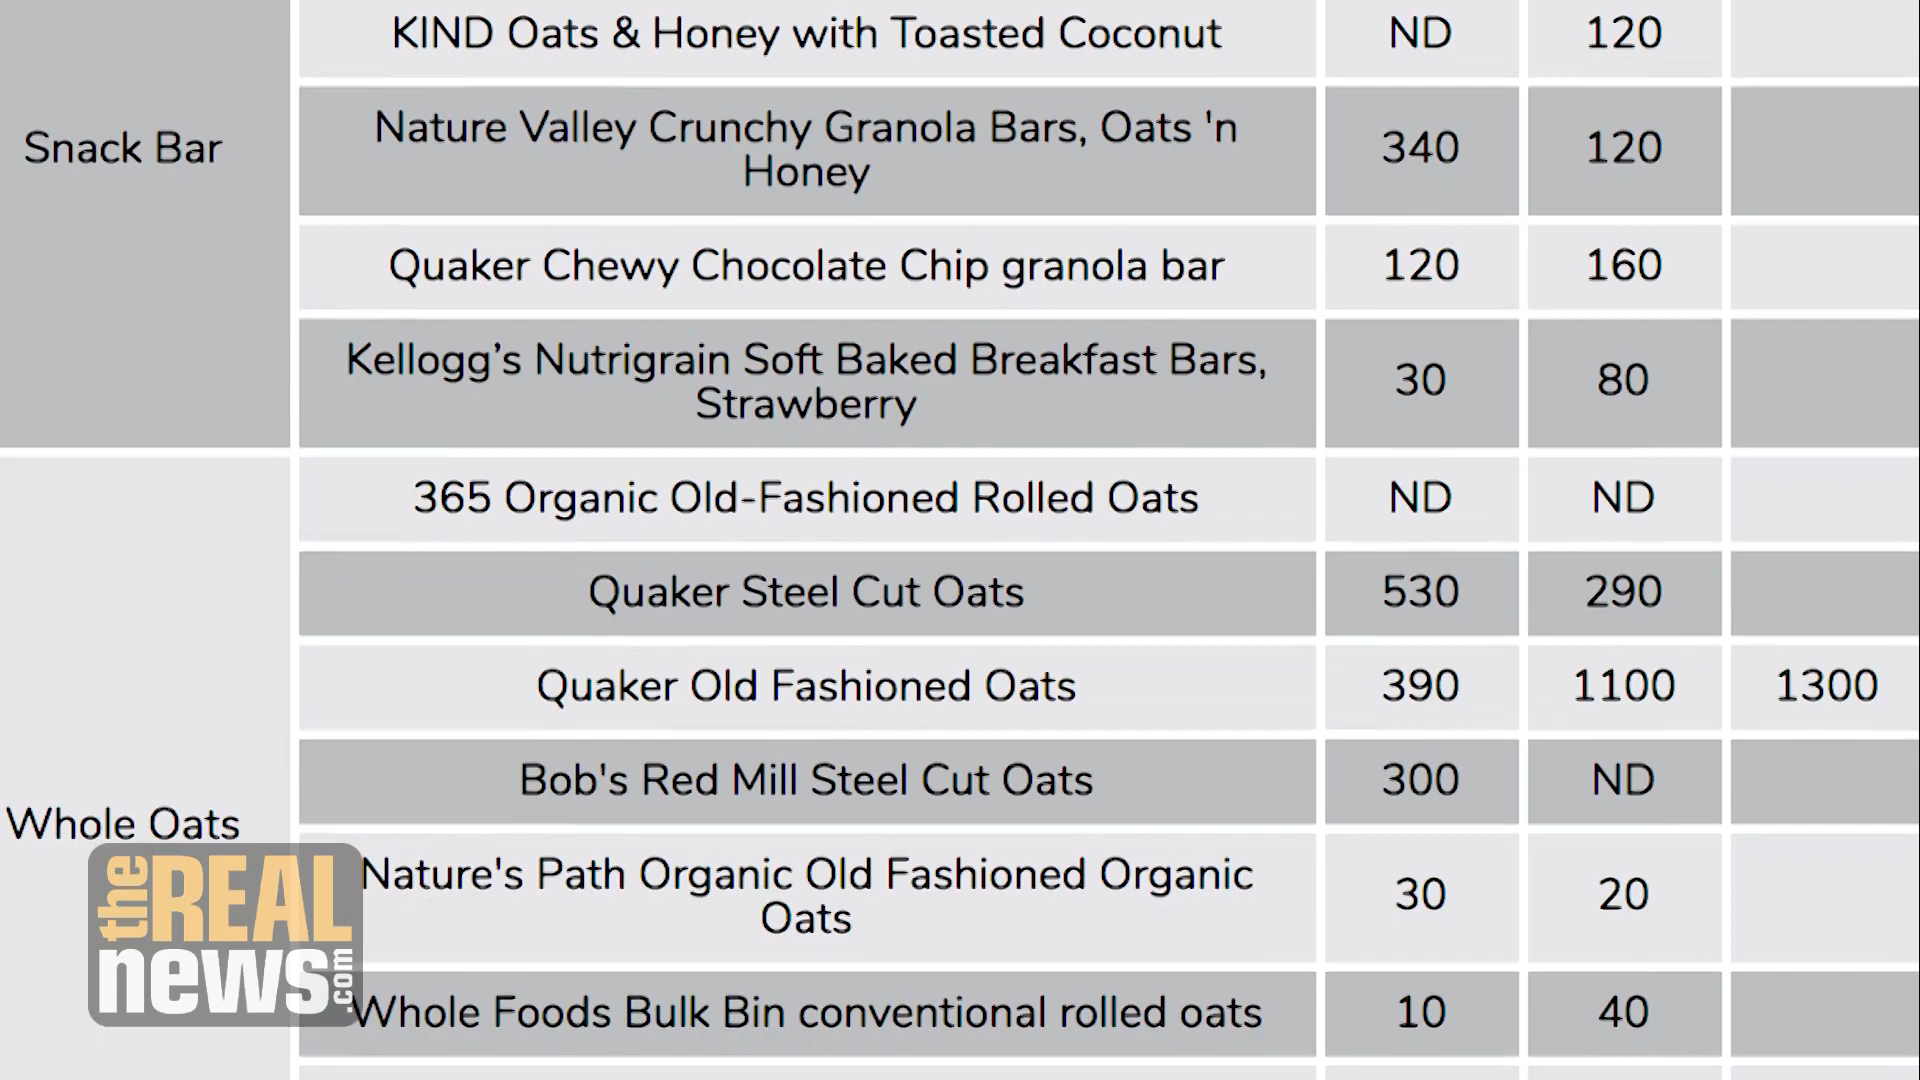 KIND Oats & Honey with Toasted Coconut ND 120
Snack Bar
Nature Valley Crunchy Granola Bars, Oats 'n
Honey
340 120
Quaker Chewy Chocolate Chip granola bar 120 160
Kellogg’s Nutrigrain Soft Baked Breakfast Bars,
Strawberry
30 80
365 Organic Old-Fashioned Rolled Oats ND ND
Quaker Steel Cut Oats 530 290
Quaker Old Fashioned Oats 390 1100 1300
Bob's Red Mill Steel Cut Oats 300 ND
Whole Oats
Nature's Path Organic Old Fashioned Organic
Oats
30 20
Whole Foods Bulk Bin conventional rolled oats 10 40
the REAL
news.com